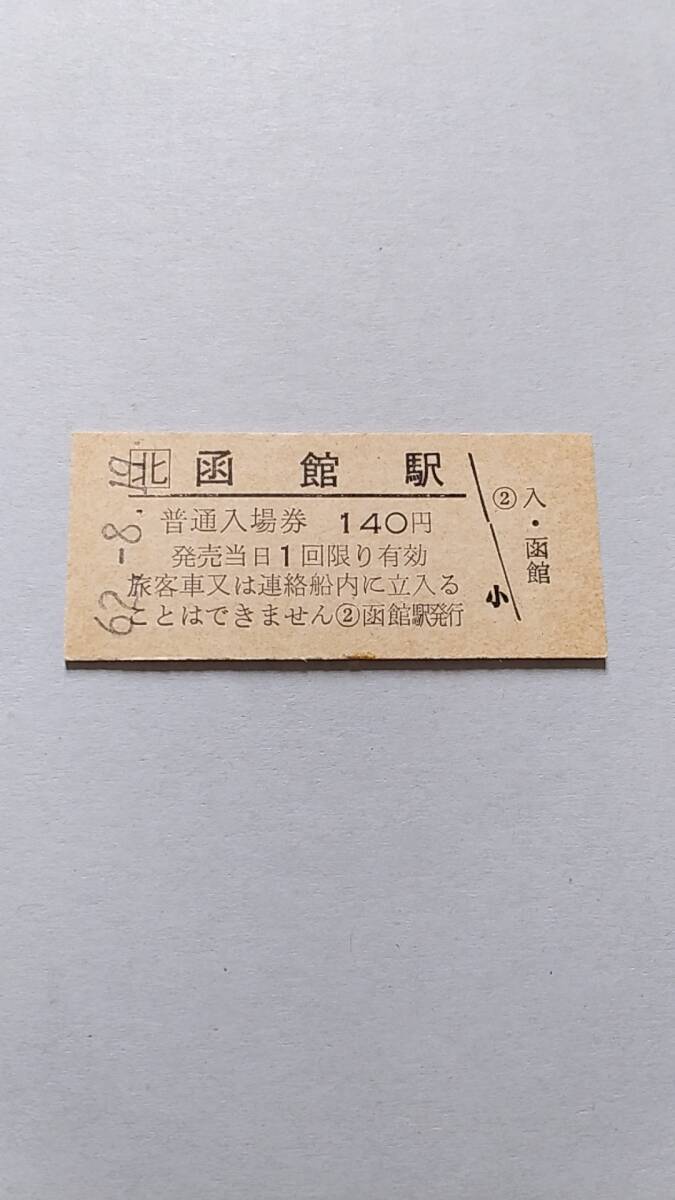 62.-8.19
北 函館駅
普通入場券 140円
発売当日1回限り有効
旅客車又は連絡船内に立入る
ことはできません②函館駅発行
小
②入・函館